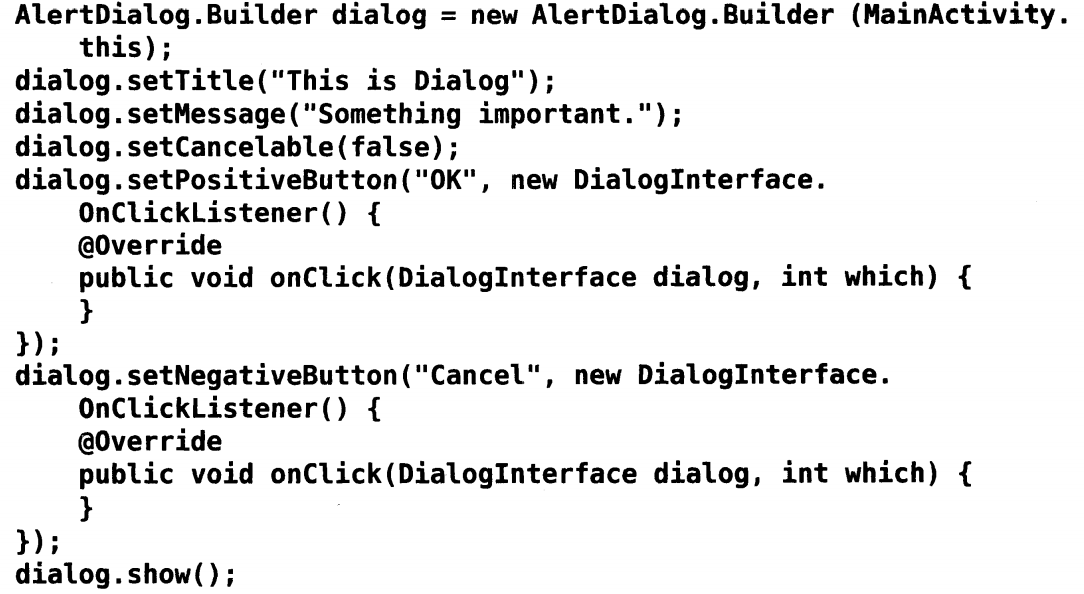 AlertDialog.Builder dialog = new AlertDialog.Builder (MainActivity.
    this);
dialog.setTitle("This is Dialog");
dialog.setMessage("Something important.");
dialog.setCancelable(false);
dialog.setPositiveButton("OK", new DialogInterface.
    OnClickListener() {
    @Override
    public void onClick(DialogInterface dialog, int which) {
    }
});
dialog.setNegativeButton("Cancel", new DialogInterface.
    OnClickListener() {
    @Override
    public void onClick(DialogInterface dialog, int which) {
    }
});
dialog.show();